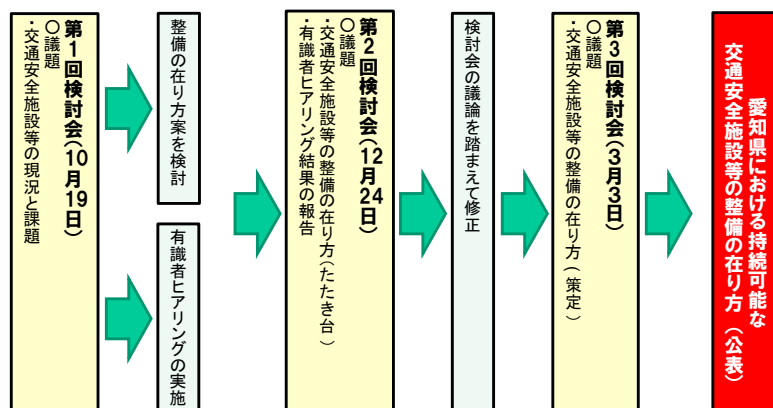 第1回検討会(10月19日)
○議題
・交通安全施設等の現況と課題
整備の在り方案を検討
有識者ヒアリングの実施
第2回検討会(12月24日)
○議題
・交通安全施設等の整備の在り方(たたき台)
・有識者ヒアリング結果の報告
検討会の議論を踏まえて修正
第3回検討会(3月3日)
○議題
・交通安全施設等の整備の在り方(策定)
愛知県における持続可能な
交通安全施設等の整備の在り方(公表)